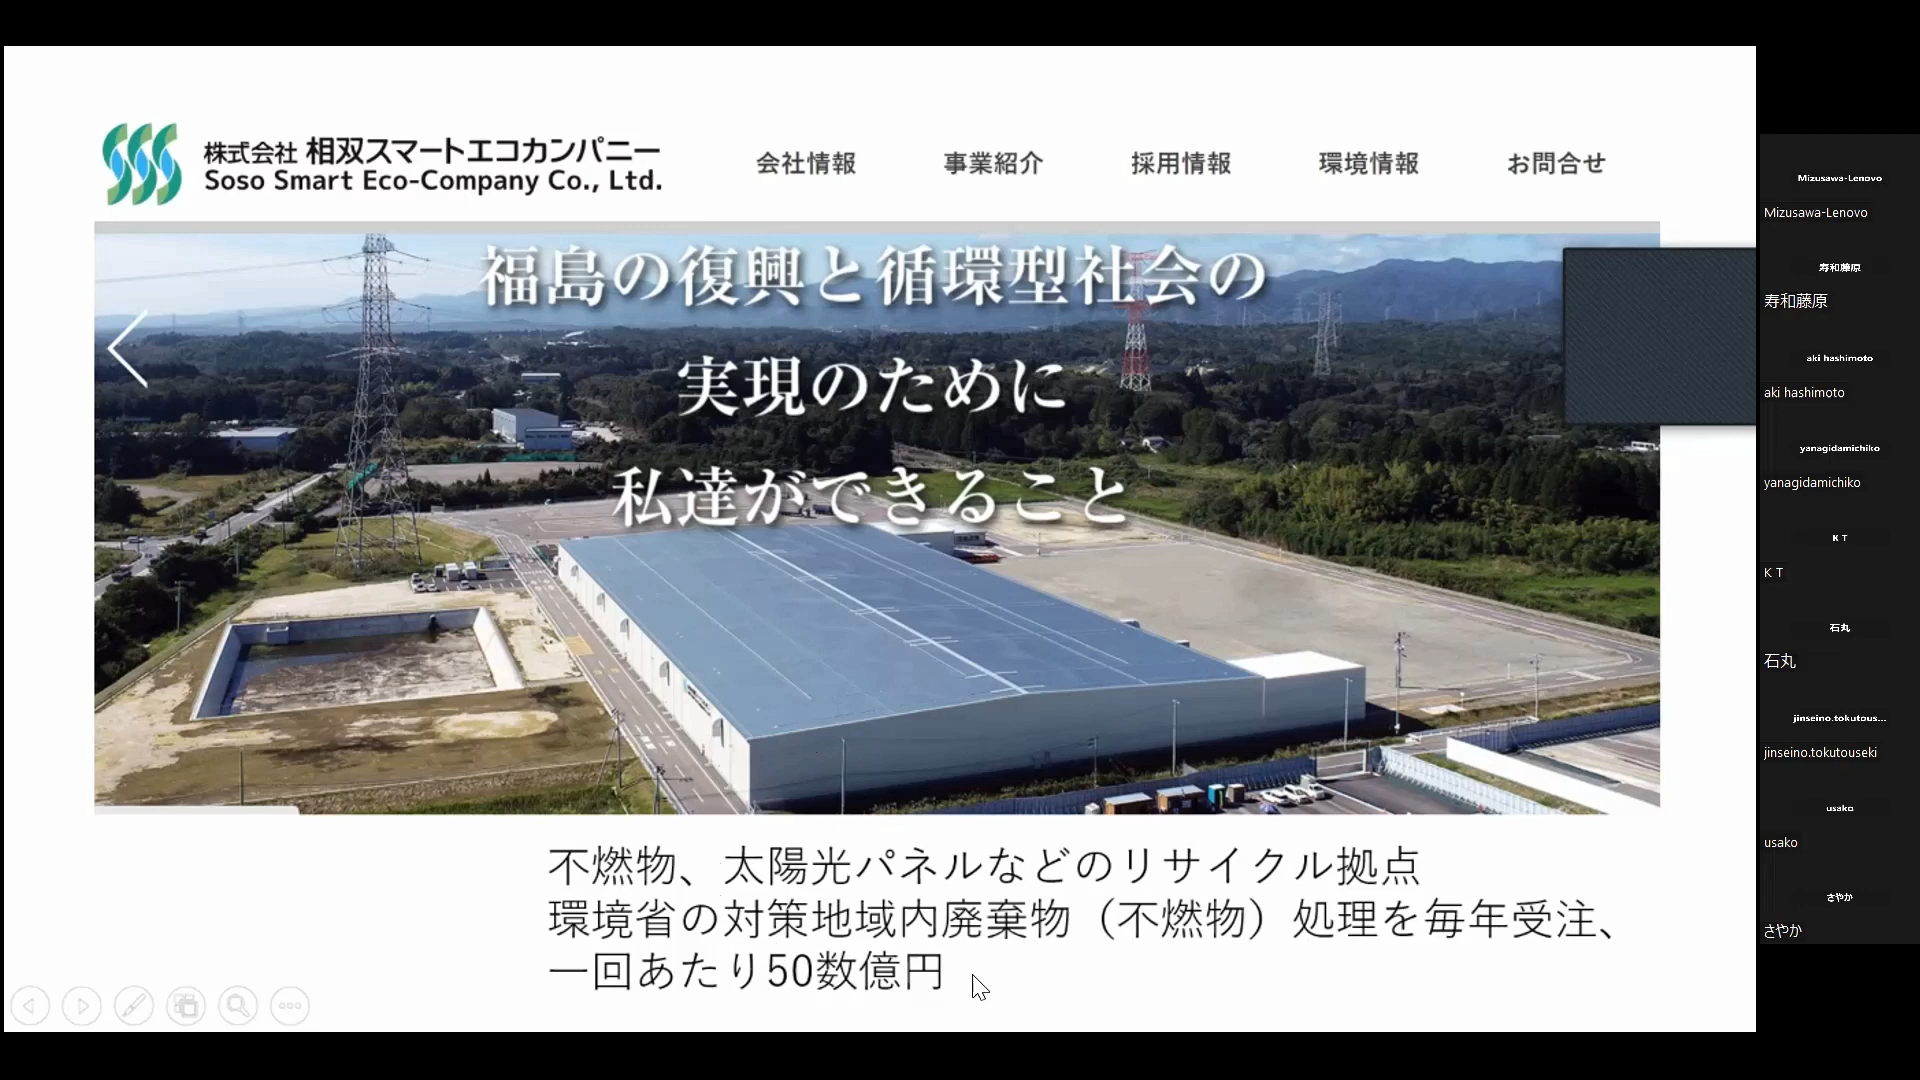 株式会社 相双スマートエコカンパニー
Soso Smart Eco-Company Co., Ltd.
会社情報
事業紹介
採用情報
環境情報
お問合せ
福島の復興と循環型社会の
実現のために
私達ができること
不燃物、太陽光パネルなどのリサイクル拠点
環境省の対策地域内廃棄物（不燃物）処理を毎年受注、
一回あたり50数億円
Mizusawa-Lenovo
Mizusawa-Lenovo
寿和藤原
寿和藤原
aki hashimoto
aki hashimoto
yanagidamichiko
yanagidamichiko
K T
K T
石丸
石丸
jinseino.tokutous...
jinseino.tokutouseki
usako
usako
さやか
さやか